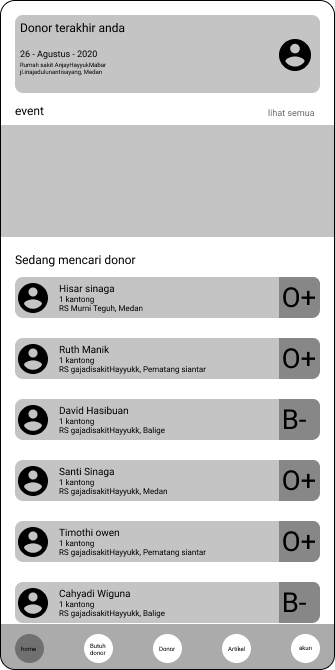 Donor terakhir anda
26 - Agustus - 2020
Rumah sakit AnjayHayyukMabar
jl.inajadulunantisayang, Medan
event
lihat semua
Sedang mencari donor
Hisar sinaga
1 kantong
RS Murni Teguh, Medan
O+
Ruth Manik
1 kantong
RS gajadisakitHayyukk, Pematang siantar
O+
David Hasibuan
1 kantong
RS gajadisakitHayyukk, Balige
B-
Santi Sinaga
1 kantong
RS gajadisakitHayyukk, Medan
O+
Timothi owen
1 kantong
RS gajadisakitHayyukk, Pematang siantar
O+
Cahyadi Wiguna
1 kantong
RS gajadisakitHayyukk, Balige
B-
home
Butuh
donor
Donor
Artikel
akun